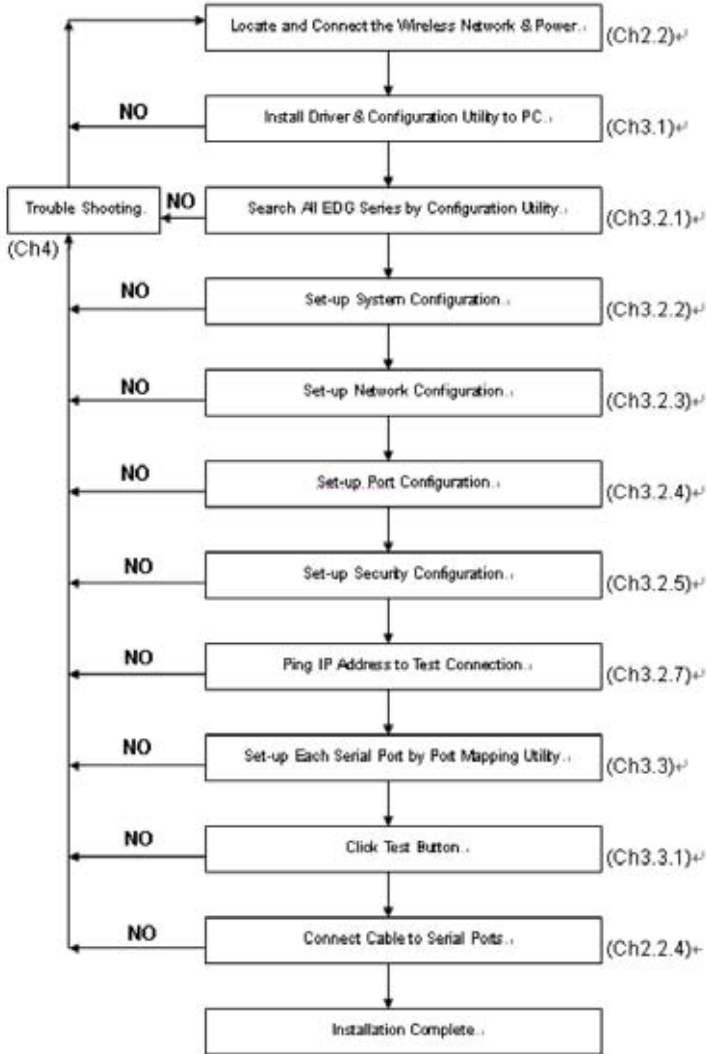 Locate and Connect the Wireless Network & Power.
(Ch2.2)
NO
Install Driver & Configuration Utility to PC.
(Ch3.1)
Trouble Shooting.
NO
Search All EDG Series by Configuration Utility.
(Ch3.2.1)
(Ch4)
NO
Set-up System Configuration.
(Ch3.2.2)
NO
Set-up Network Configuration.
(Ch3.2.3)
NO
Set-up Port Configuration.
(Ch3.2.4)
NO
Set-up Security Configuration.
(Ch3.2.5)
NO
Ping IP Address to Test Connection.
(Ch3.2.7)
NO
Set-up Each Serial Port by Port Mapping Utility.
(Ch3.3)
NO
Click Test Button.
(Ch3.3.1)
NO
Connect Cable to Serial Ports.
(Ch2.2.4)
Installation Complete.